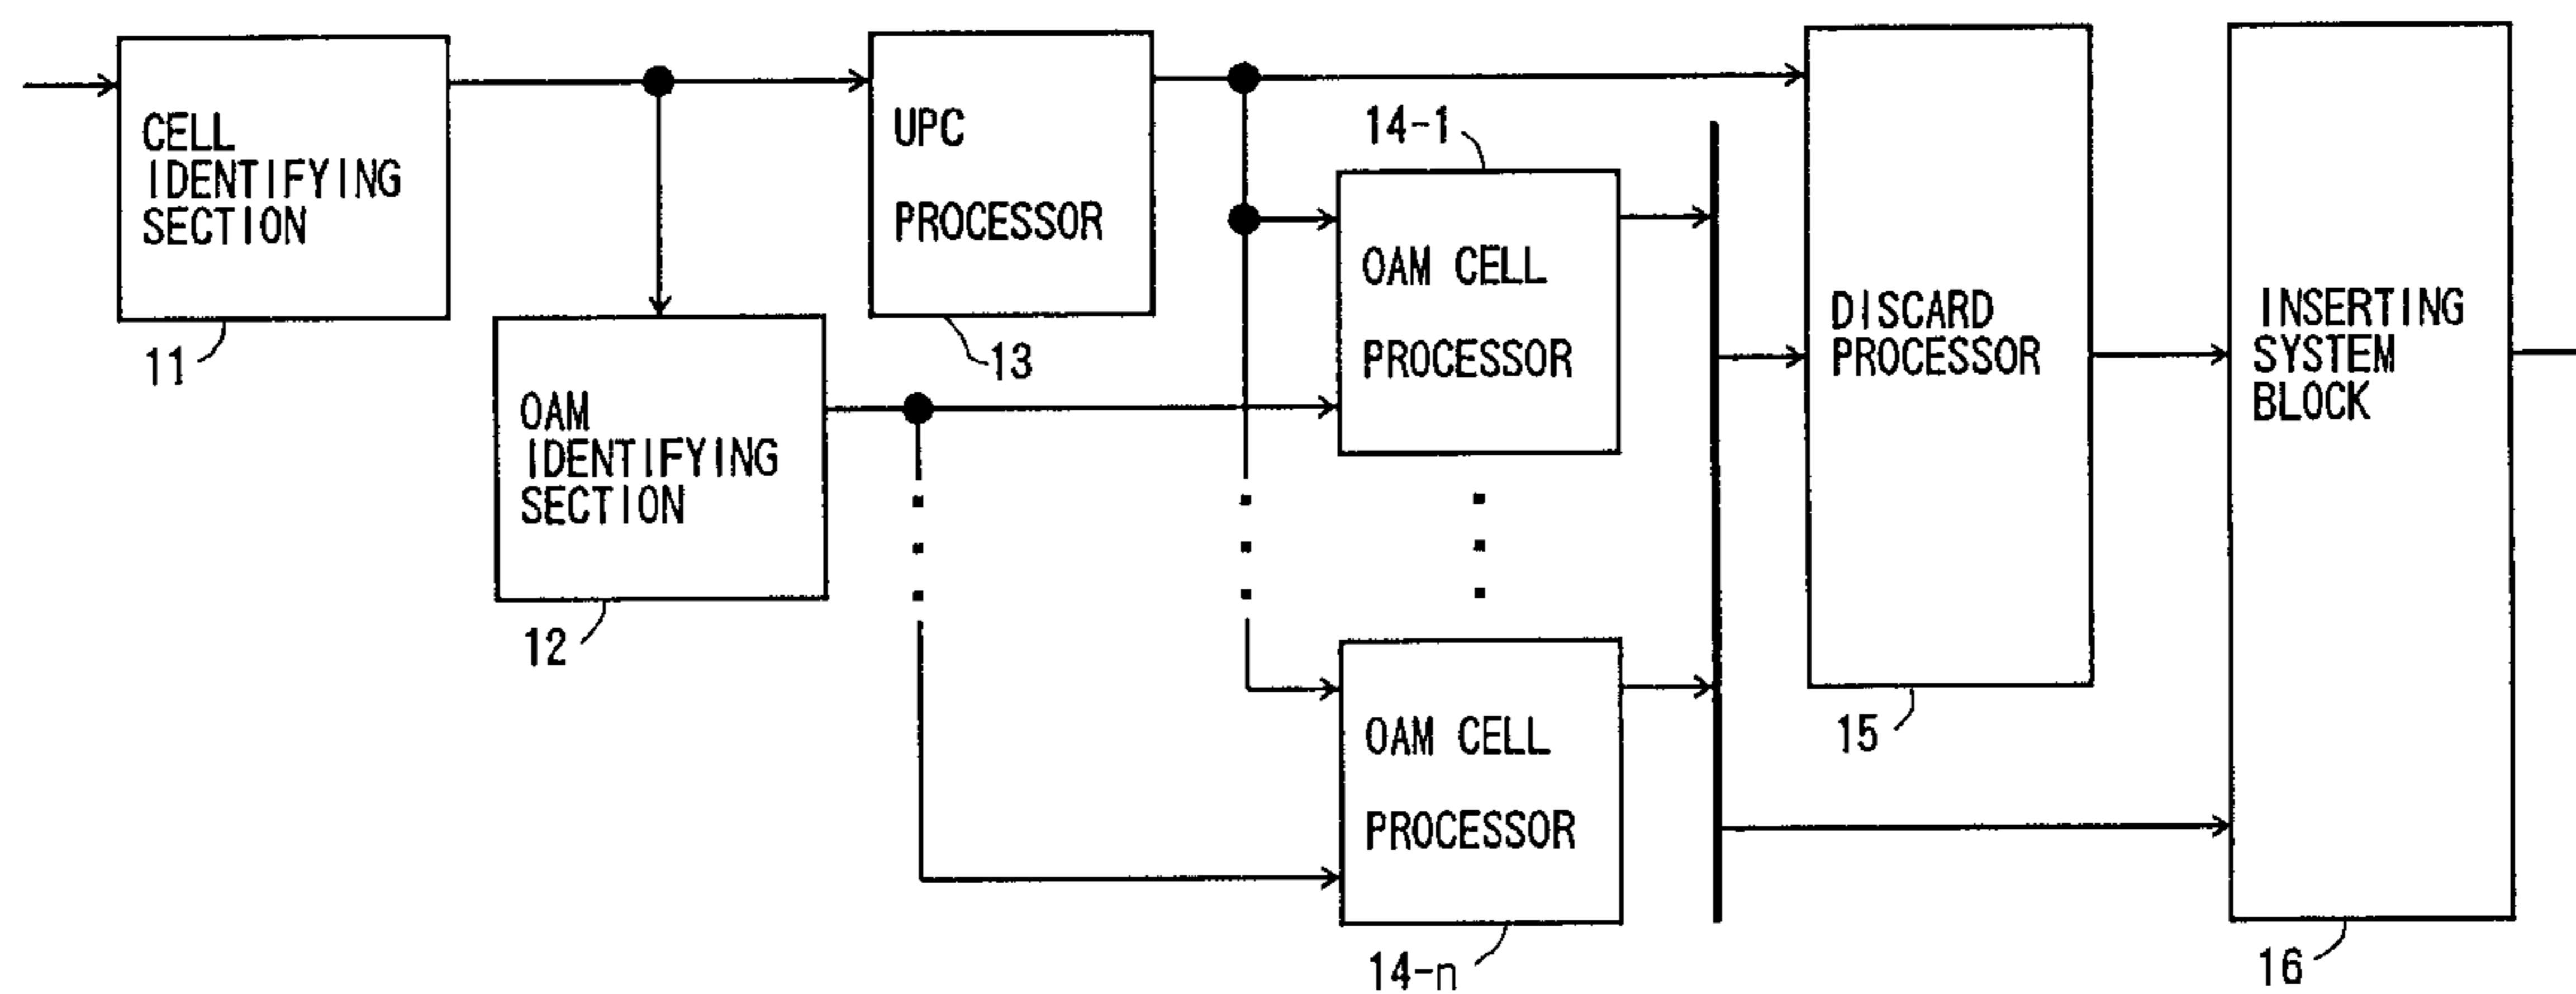 CELL
IDENTIFYING
SECTION
11
OAM
IDENTIFYING
SECTION
12
UPC
PROCESSOR
13
14-1
OAM CELL
PROCESSOR
OAM CELL
PROCESSOR
14-n
DISCARD
PROCESSOR
15
INSERTING
SYSTEM
BLOCK
16